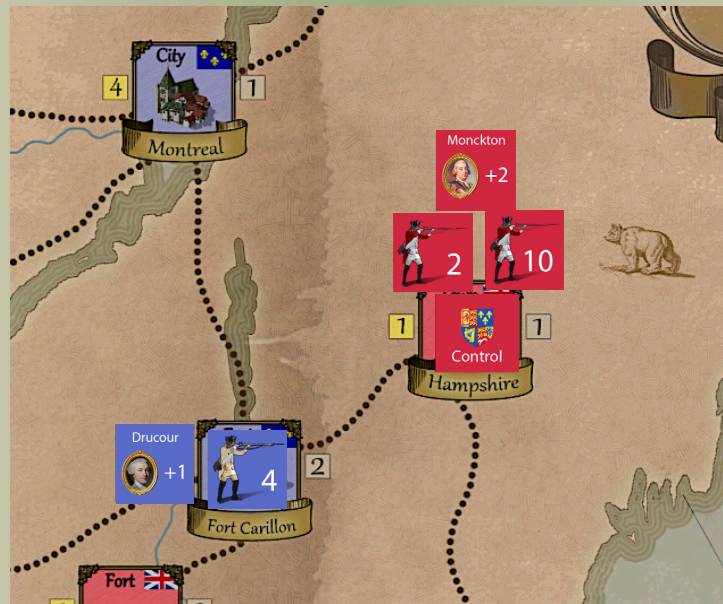 City
4
1
Montreal
Monckton
+2
2
10
1
1
Control
Hampshire
Drucour
+1
4
2
Fort Carillon
Fort